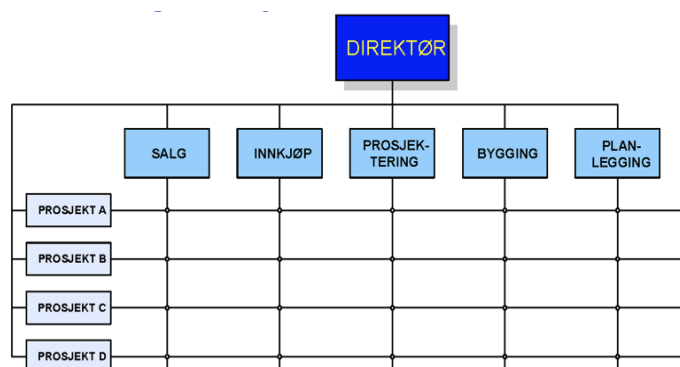 DIREKTØR
SALG
INNKJØP
PROSJEK-
TERING
BYGGING
PLAN-
LEGGING
PROSJEKT A
PROSJEKT B
PROSJEKT C
PROSJEKT D